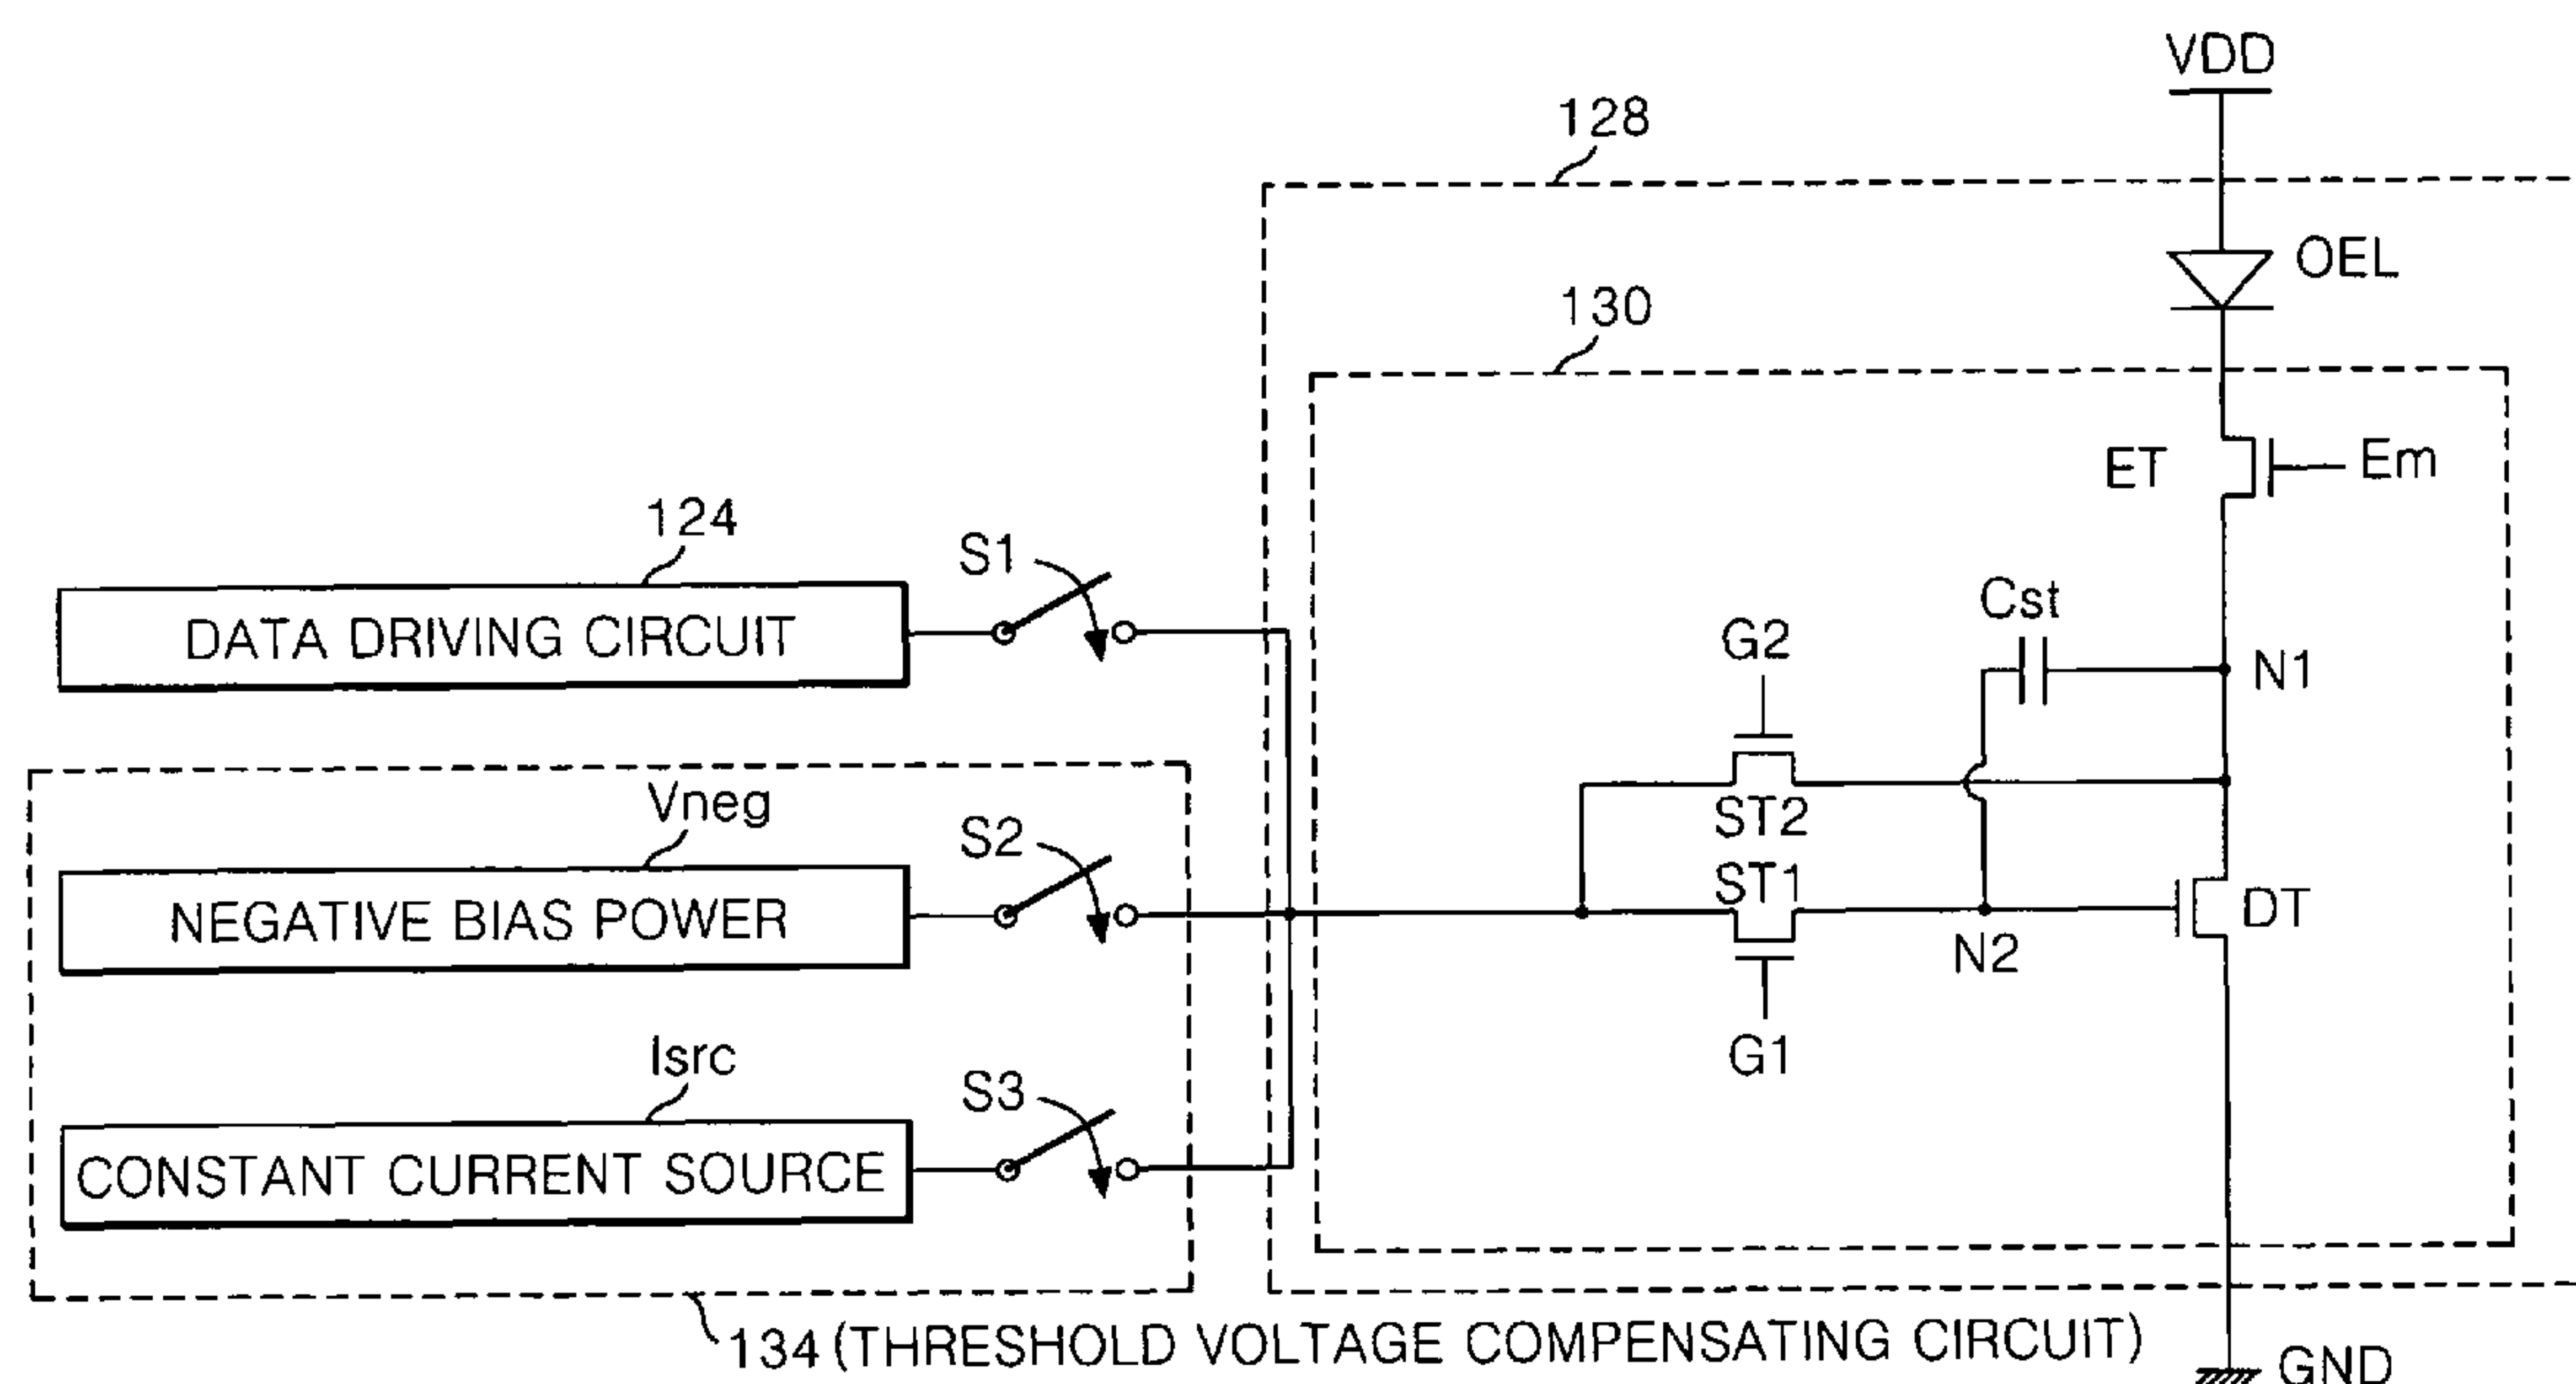 VDD
128
OEL
130
ET
Em
124
S1
DATA DRIVING CIRCUIT
Cst
G2
N1
Vneg
S2
ST2
NEGATIVE BIAS POWER
ST1
DT
N2
G1
Isrc
S3
CONSTANT CURRENT SOURCE
134 (THRESHOLD VOLTAGE COMPENSATING CIRCUIT)
GND